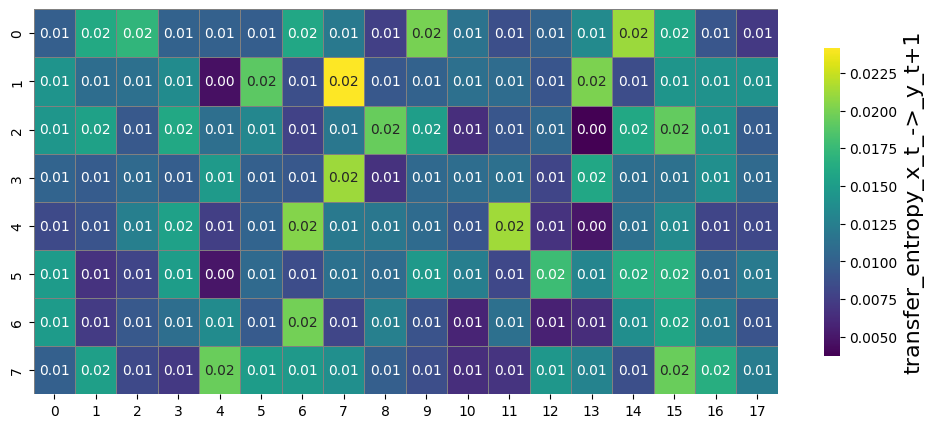 0 0.01 0.02 0.02 0.01 0.01 0.01 0.02 0.01 0.01 0.02 0.01 0.01 0.01 0.01 0.02 0.02 0.01 0.01
1 0.01 0.01 0.01 0.01 0.00 0.02 0.01 0.02 0.01 0.01 0.01 0.01 0.01 0.02 0.01 0.01 0.01 0.01
2 0.01 0.02 0.01 0.02 0.01 0.01 0.01 0.01 0.02 0.02 0.01 0.01 0.01 0.00 0.02 0.02 0.01 0.01
3 0.01 0.01 0.01 0.01 0.01 0.01 0.01 0.02 0.01 0.01 0.01 0.01 0.01 0.02 0.01 0.01 0.01 0.01
4 0.01 0.01 0.01 0.02 0.01 0.01 0.02 0.01 0.01 0.01 0.01 0.02 0.01 0.00 0.01 0.01 0.01 0.01
5 0.01 0.01 0.01 0.01 0.00 0.01 0.01 0.01 0.01 0.01 0.01 0.01 0.02 0.01 0.02 0.02 0.01 0.01
6 0.01 0.01 0.01 0.01 0.01 0.01 0.02 0.01 0.01 0.01 0.01 0.01 0.01 0.01 0.01 0.02 0.01 0.01
7 0.01 0.02 0.01 0.01 0.02 0.01 0.01 0.01 0.01 0.01 0.01 0.01 0.01 0.01 0.01 0.02 0.02 0.01
0 1 2 3 4 5 6 7 8 9 10 11 12 13 14 15 16 17
0.0225
0.0200
0.0175
0.0150
0.0125
0.0100
0.0075
0.0050
transfer_entropy_x_t_->_y_t+1